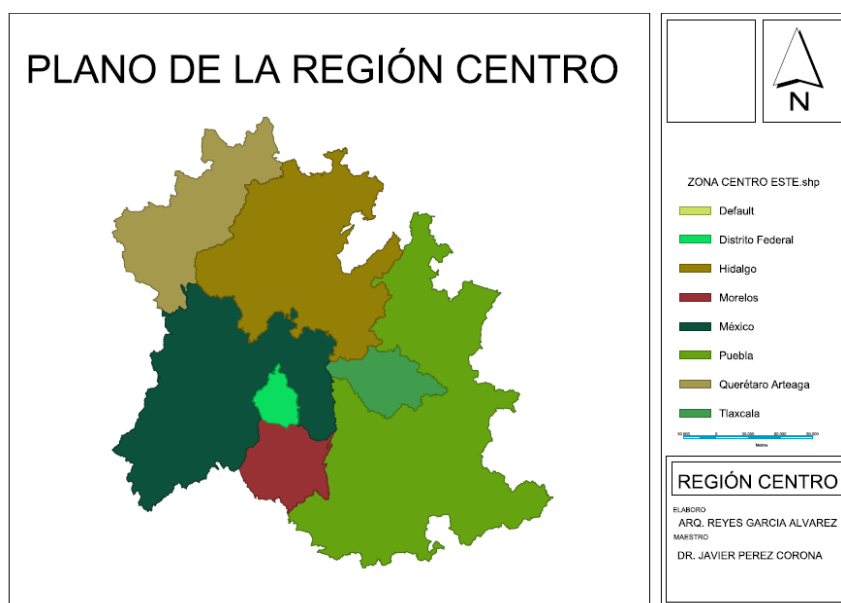 PLANO DE LA REGIÓN CENTRO
N
ZONA CENTRO ESTE.shp
Default
Distrito Federal
Hidalgo
Morelos
México
Puebla
Querétaro Arteaga
Tlaxcala
REGIÓN CENTRO
ELABORO
ARQ. REYES GARCIA ALVAREZ
MAESTRO
DR. JAVIER PEREZ CORONA